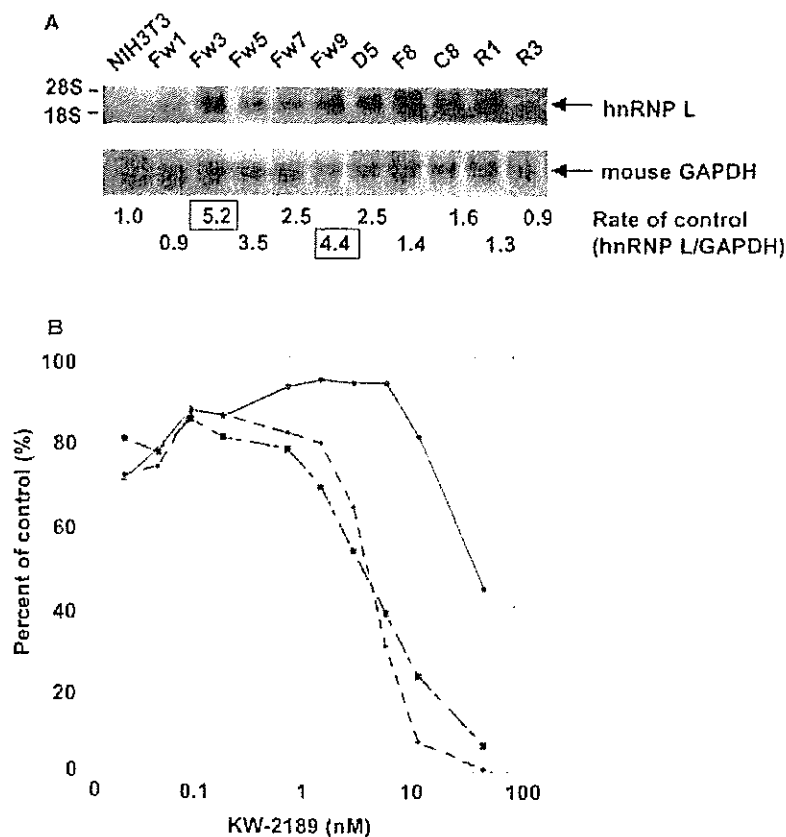 A
NIH3T3 Fw1 Fw3 Fw5 Fw7 Fw9 D5 F8 C8 R1 R3
28S
18S
hnRNP L
mouse GAPDH
1.0 5.2 2.5 2.5 1.6 0.9 Rate of control
0.9 3.5 4.4 1.4 1.3 (hnRNP L/GAPDH)
B
100
80
60
40
20
0
Percent of control (%)
0 0.1 1 10 100
KW-2189 (nM)